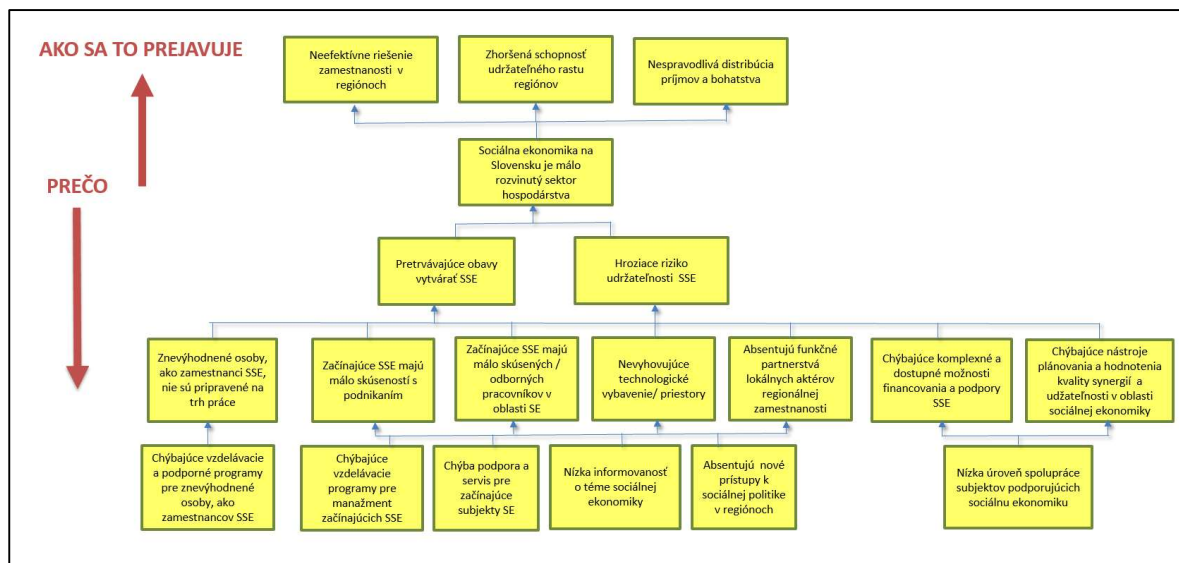 AKO SA TO PREJAVUJE
Neefektívne riešenie
zamestnanosti v
regiónoch
Zhoršená schopnosť
udržateľného rastu
regiónov
Nespravodlivá distribúcia
príjmov a bohatstva
PREČO
Sociálna ekonomika na
Slovensku je málo
rozvinutý sektor
hospodárstva
Pretrvávajúce obavy
vytvárať SSE
Hroziace riziko
udržateľnosti SSE
Znevýhodnené osoby,
ako zamestnanci SSE,
nie sú pripravené na
trh práce
Začínajúce SSE majú
málo skúseností s
podnikaním
Začínajúce SSE majú
málo skúsených /
odborných
pracovníkov v
oblasti SE
Nevyhovujúce
technologické
vybavenie/ priestory
Absentujú funkčné
partnerstvá
lokálnych aktérov
regionálnej
zamestnanosti
Chýbajúce komplexné a
dostupné možnosti
financovania a podpory
SSE
Chýbajúce nástroje
plánovania a hodnotenia
kvality synergií a
udžateľnosti v oblasti
sociálnej ekonomiky
Chýbajúce vzdelávacie
a podporné programy
pre znevýhodnené
osoby, ako
zamestnancov SSE
Chýbajúce
vzdelávacie
programy pre
manažment
začínajúcich SSE
Chýba podpora a
servis pre
začínajúce
subjekty SE
Nízka informovanosť
o téme sociálnej
ekonomiky
Absentujú nové
prístupy k
sociálnej politike
v regiónoch
Nízka úroveň spolupráce
subjektov podporujúcich
sociálnu ekonomiku